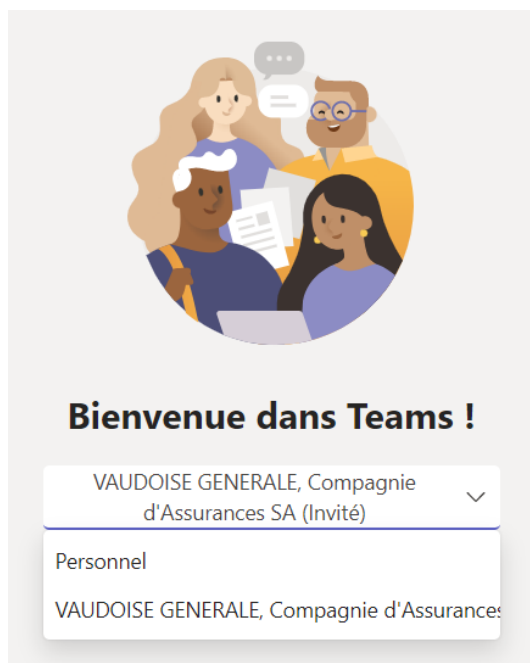 Bienvenue dans Teams !
VAUDOISE GENERALE, Compagnie
d'Assurances SA (Invité)
Personnel
VAUDOISE GENERALE, Compagnie d'Assurances